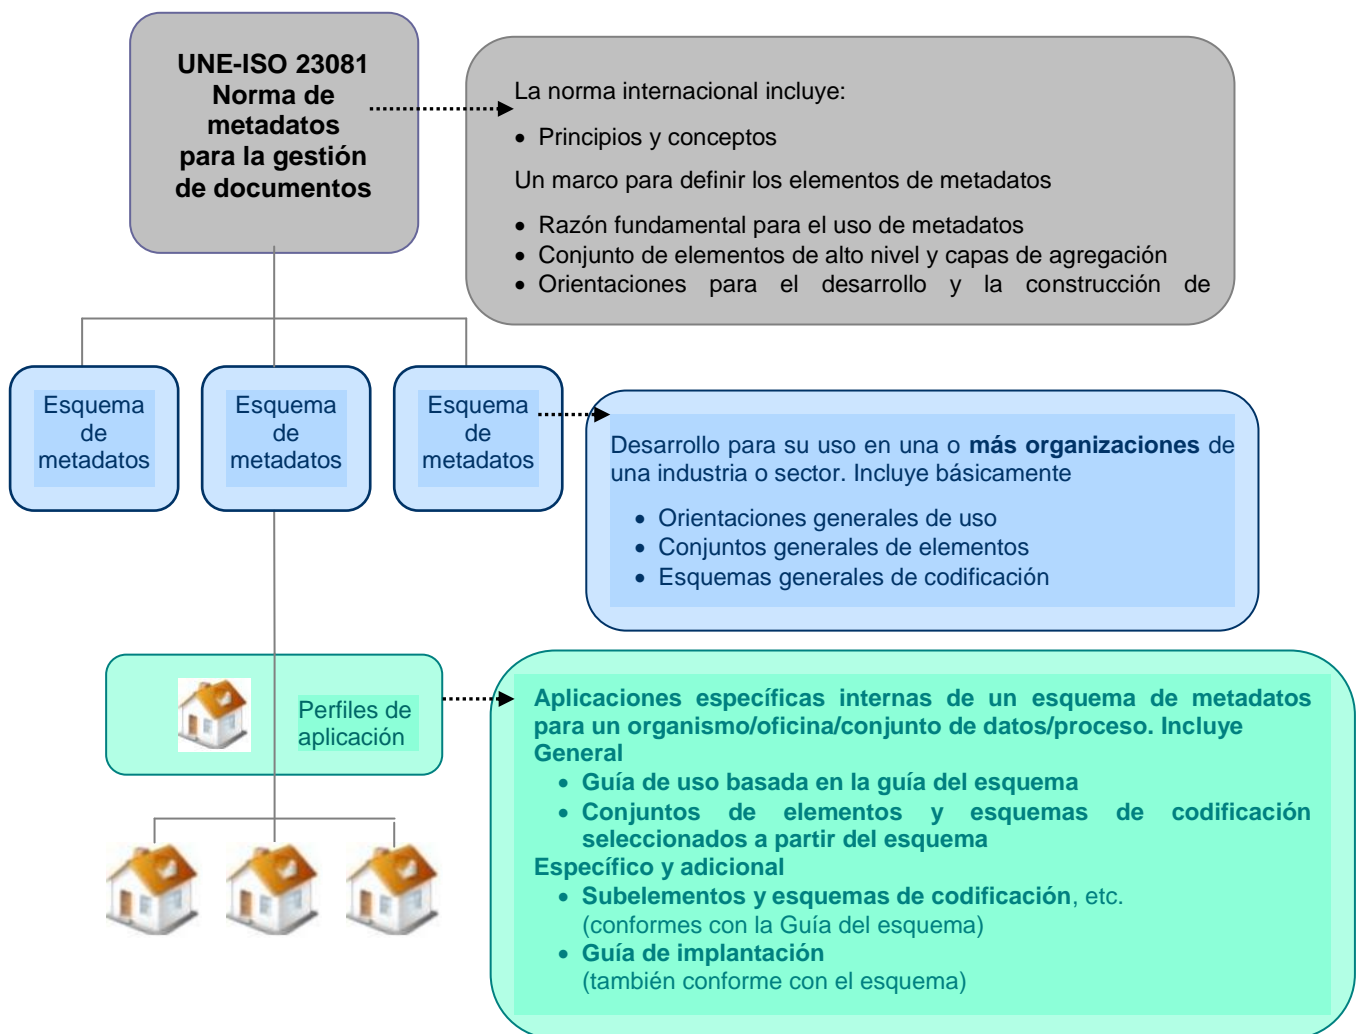 UNE-ISO 23081
Norma de
metadatos
para la gestión
de documentos
La norma internacional incluye:
• Principios y conceptos
Un marco para definir los elementos de metadatos
• Razón fundamental para el uso de metadatos
• Conjunto de elementos de alto nivel y capas de agregación
• Orientaciones para el desarrollo y la construcción de
Esquema
de
metadatos
Esquema
de
metadatos
Esquema
de
metadatos
Desarrollo para su uso en una o más organizaciones de
una industria o sector. Incluye básicamente
• Orientaciones generales de uso
• Conjuntos generales de elementos
• Esquemas generales de codificación
Perfiles de
aplicación
Aplicaciones específicas internas de un esquema de metadatos
para un organismo/oficina/conjunto de datos/proceso. Incluye
General
• Guía de uso basada en la guía del esquema
• Conjuntos de elementos y esquemas de codificación
seleccionados a partir del esquema
Específico y adicional
• Subelementos y esquemas de codificación, etc.
(conformes con la Guía del esquema)
• Guía de implantación
(también conforme con el esquema)